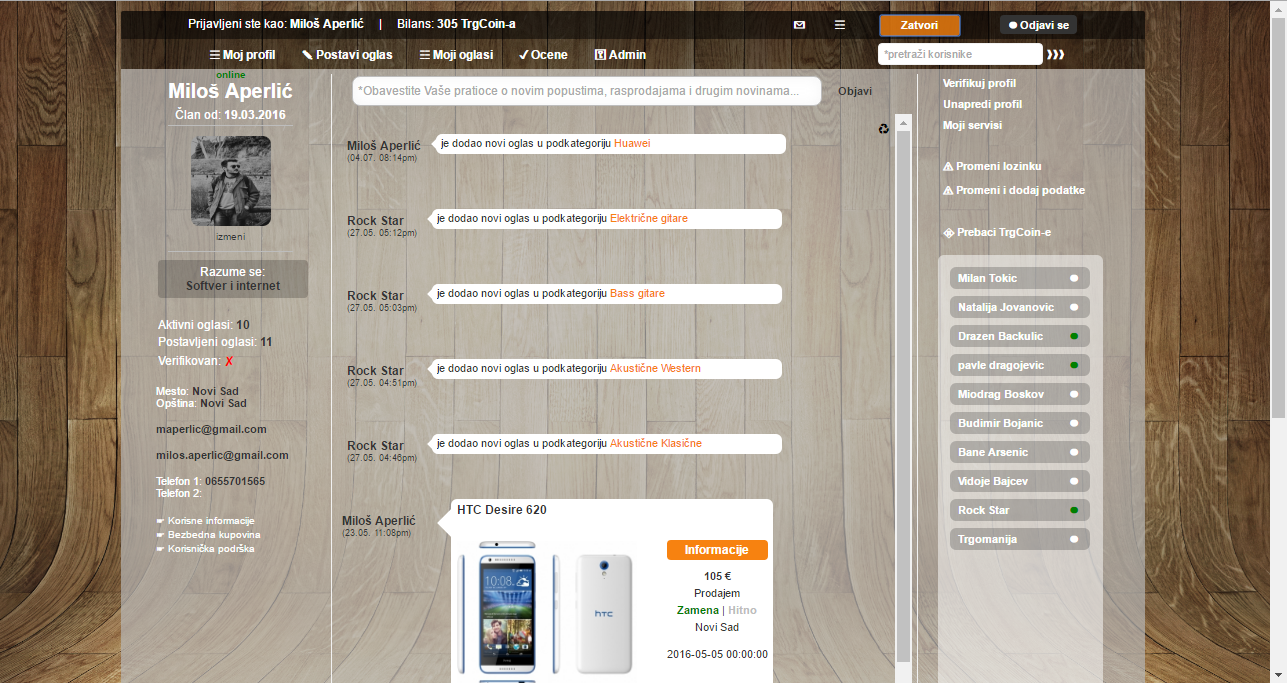 Prijavljeni ste kao: Miloš Aperlić | Bilans: 305 TrgCoin-a
Zatvori
Odjavi se
Moj profil
Postavi oglas
Moji oglasi
Ocene
Admin
*pretraži korisnike
online
Miloš Aperlić
Član od: 19.03.2016
izmeni
Razume se:
Softver i internet
Aktivni oglasi: 10
Postavljeni oglasi: 11
Verifikovan: ✗
Mesto: Novi Sad
Opština: Novi Sad
maperlic@gmail.com
milos.aperlic@gmail.com
Telefon 1: 0655701565
Telefon 2:
Korisne informacije
Bezbedna kupovina
Korisnička podrška
*Obavestite Vaše pratioce o novim popustima, rasprodajama i drugim novinama...
Objavi
Miloš Aperlić
(04.07. 08:14pm)
je dodao novi oglas u podkategoriju Huawei
Rock Star
(27.05. 05:12pm)
je dodao novi oglas u podkategoriju Električne gitare
Rock Star
(27.05. 05:03pm)
je dodao novi oglas u podkategoriju Bass gitare
Rock Star
(27.05. 04:51pm)
je dodao novi oglas u podkategoriju Akustične Western
Rock Star
(27.05. 04:46pm)
je dodao novi oglas u podkategoriju Akustične Klasične
Miloš Aperlić
(23.05. 11:08pm)
HTC Desire 620
10:08
hTC
Informacije
105 €
Prodajem
Zamena | Hitno
Novi Sad
2016-05-05 00:00:00
Verifikuj profil
Unapredi profil
Moji servisi
Promeni lozinku
Promeni i dodaj podatke
Prebaci TrgCoin-e
Milan Tokic
Natalija Jovanovic
Drazen Backulic
pavle dragojevic
Miodrag Boskov
Budimir Bojanic
Bane Arsenic
Vidoje Bajcev
Rock Star
Trgomanija